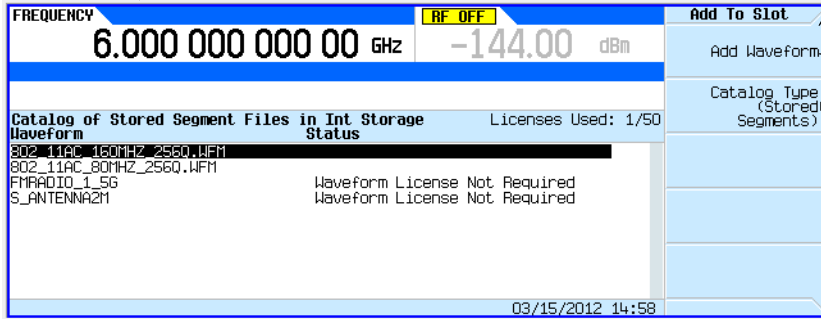 FREQUENCY
RF OFF
Add To Slot
6.000 000 000 00 GHz
-144.00 dBm
Add Waveform
Catalog Type
(Stored
Segments)
Catalog of Stored Segment Files in Int Storage
Licenses Used: 1/50
Waveform Status
802_11AC_160MHZ_256Q.WFM
802_11AC_80MHZ_256Q.WFM
FMRADIO_1_5G Waveform License Not Required
S_ANTENNA2M Waveform License Not Required
03/15/2012 14:58